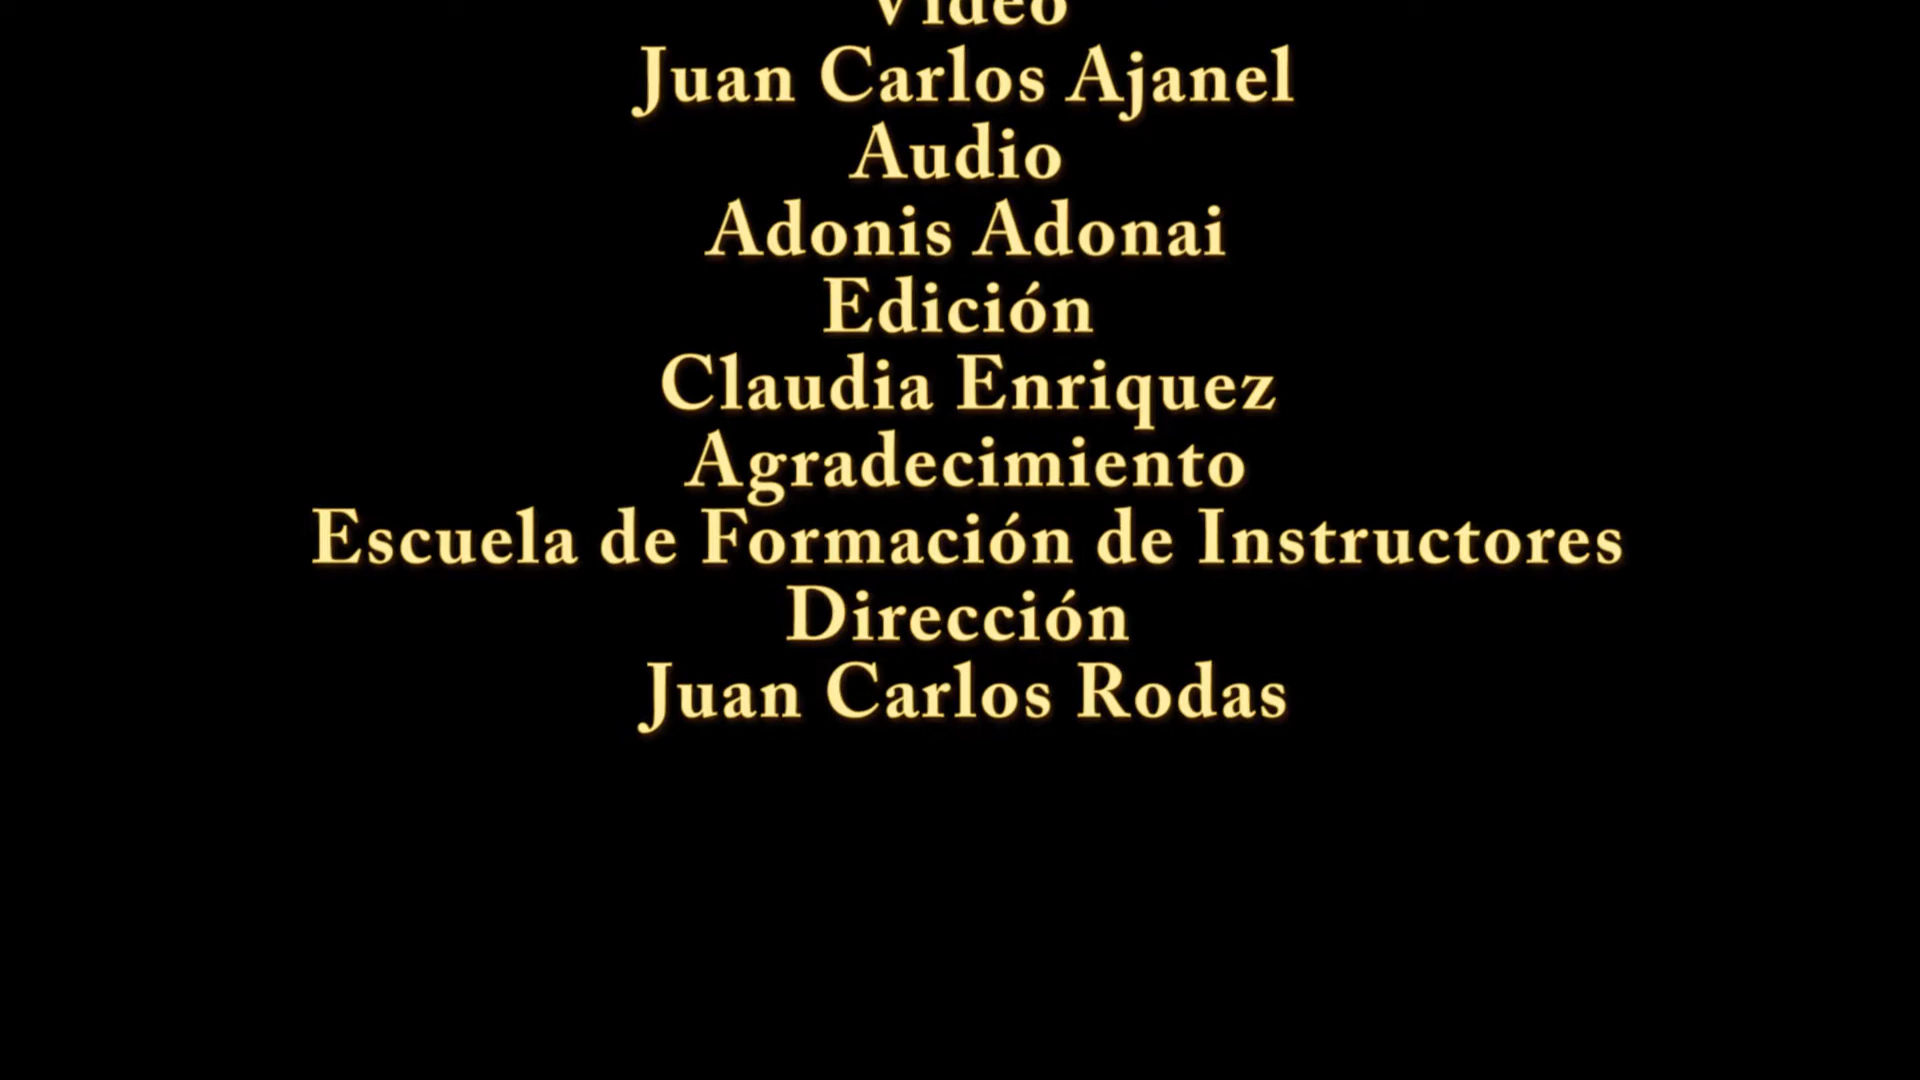 Video
Juan Carlos Ajanel
Audio
Adonis Adonai
Edición
Claudia Enriquez
Agradecimiento
Escuela de Formación de Instructores
Dirección
Juan Carlos Rodas